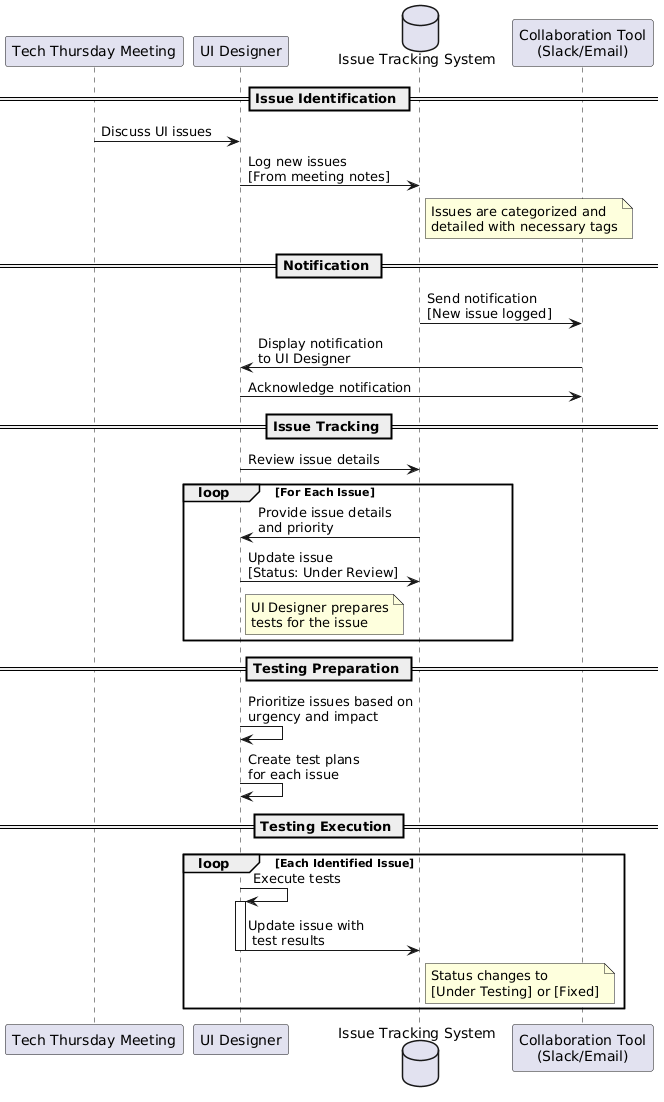 Tech Thursday Meeting
UI Designer
Issue Tracking System
Collaboration Tool
(Slack/Email)
Issue Identification
Discuss UI issues
Log new issues
[From meeting notes]
Issues are categorized and
detailed with necessary tags
Notification
Send notification
[New issue logged]
Display notification
to UI Designer
Acknowledge notification
Issue Tracking
Review issue details
loop [For Each Issue]
Provide issue details
and priority
Update issue
[Status: Under Review]
UI Designer prepares
tests for the issue
Testing Preparation
Prioritize issues based on
urgency and impact
Create test plans
for each issue
Testing Execution
loop [Each Identified Issue]
Execute tests
Update issue with
test results
Status changes to
[Under Testing] or [Fixed]
Tech Thursday Meeting
UI Designer
Issue Tracking System
Collaboration Tool
(Slack/Email)